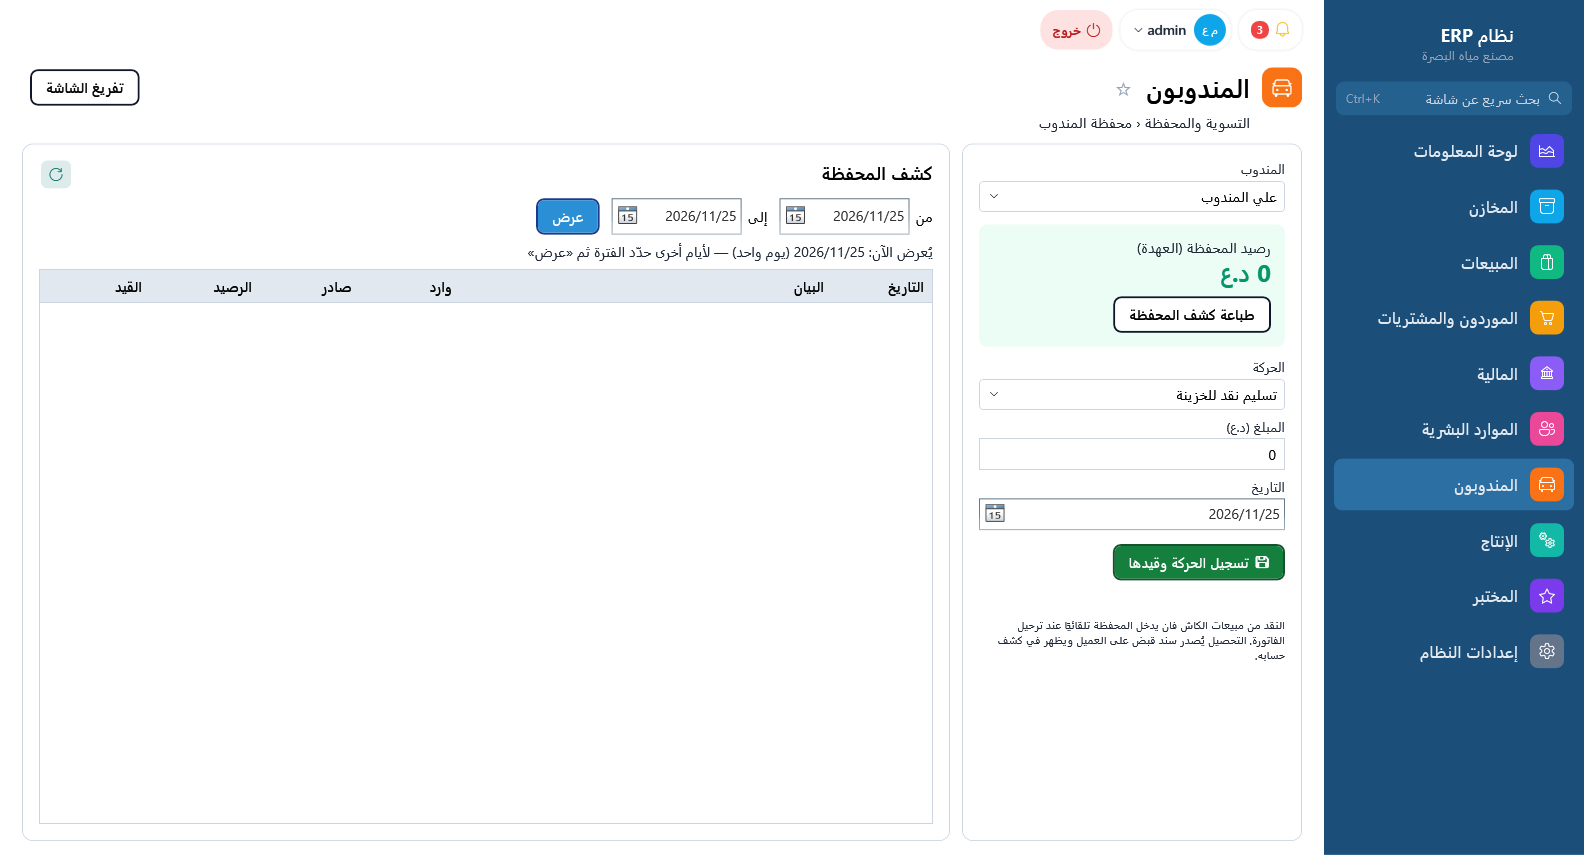 نظام ERP
مصنع مياه البصرة
بحث سريع عن شاشة
Ctrl+K
لوحة المعلومات
المخازن
المبيعات
الموردون والمشتريات
المالية
الموارد البشرية
المندوبون
الإنتاج
المختبر
إعدادات النظام
3
م ع
admin
خروج
المندوبون
التسوية والمحفظة › محفظة المندوب
تفريغ الشاشة
المندوب
علي المندوب
رصيد المحفظة (العهدة)
0 د.ع
طباعة كشف المحفظة
الحركة
تسليم نقد للخزينة
المبلغ (د.ع)
0
التاريخ
2026/11/25
15
تسجيل الحركة وقيدها
النقد من مبيعات الكاش فان يدخل المحفظة تلقائيًا عند ترحيل
الفاتورة. التحصيل يُصدر سند قبض على العميل ويظهر في كشف
حسابه.
كشف المحفظة
من 2026/11/25 15 إلى 2026/11/25 15 عرض
يُعرض الآن: 2026/11/25 (يوم واحد) — لأيام أخرى حدّد الفترة ثم «عرض»
التاريخ البيان وارد صادر الرصيد القيد